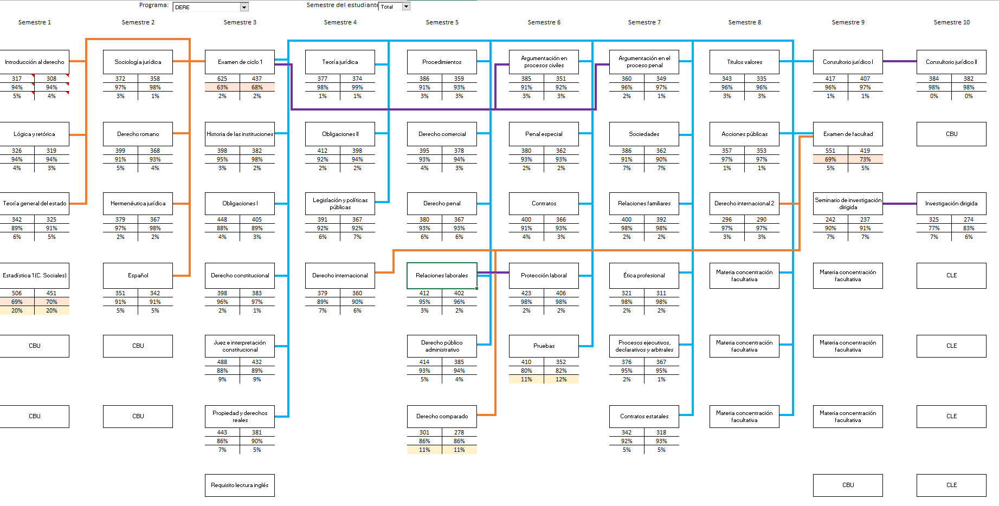 Programa: DERE Semestre del estudiante Total
Semestre 1 Semestre 2 Semestre 3 Semestre 4 Semestre 5 Semestre 6 Semestre 7 Semestre 8 Semestre 9 Semestre 10
Introducción al derecho
317 308
94% 94%
5% 4%
Sociología jurídica
372 358
97% 98%
3% 1%
Examen de ciclo 1
625 437
63% 68%
2% 2%
Teoría jurídica
377 374
98% 99%
1% 1%
Procedimientos
386 359
91% 93%
3% 3%
Argumentación en
procesos civiles
385 351
91% 92%
3% 3%
Argumentación en el
proceso penal
360 349
96% 97%
2% 1%
Titulos valores
343 335
96% 96%
3% 3%
Consultorio jurídico I
417 407
96% 97%
1% 1%
Consultorio jurídico II
384 382
98% 98%
0% 0%
Lógica y retórica
326 319
94% 94%
4% 3%
Derecho romano
399 368
91% 93%
5% 4%
Historia de las instituciones
398 382
95% 98%
3% 2%
Obligaciones II
412 398
92% 94%
2% 2%
Derecho comercial
395 378
93% 94%
4% 3%
Penal especial
380 362
93% 93%
2% 2%
Sociedades
386 362
91% 90%
7% 7%
Acciones públicas
357 353
97% 97%
1% 1%
Examen de facultad
551 419
69% 73%
5% 5%
CBU
Teoría general del estado
342 325
89% 91%
6% 5%
Hermenéutica jurídica
379 367
97% 98%
2% 2%
Obligaciones I
448 405
88% 89%
4% 3%
Legislación y políticas
públicas
391 367
92% 92%
6% 7%
Derecho penal
380 367
93% 93%
6% 6%
Contratos
400 366
91% 93%
4% 3%
Relaciones familiares
400 392
98% 98%
2% 2%
Derecho internacional 2
296 290
97% 97%
3% 3%
Seminario de investigación
dirigida
242 237
90% 91%
7% 7%
Investigación dirigida
325 274
77% 83%
7% 6%
Estadística 1 (C. Sociales)
506 451
69% 70%
20% 20%
Español
351 342
91% 91%
5% 5%
Derecho constitucional
398 383
96% 97%
2% 1%
Derecho internacional
379 360
89% 90%
7% 6%
Relaciones laborales
412 402
95% 96%
3% 2%
Protección laboral
423 406
98% 98%
2% 2%
Ética profesional
321 311
98% 98%
2% 2%
Materia concentración
facultativa
Materia concentración
facultativa
CLE
CBU
CBU
Juez e interpretación
constitucional
488 432
88% 89%
9% 9%
Derecho público
administrativo
414 385
93% 94%
5% 4%
Pruebas
410 352
80% 82%
11% 12%
Procesos ejecutivos,
declarativos y arbitrales
376 367
95% 95%
2% 1%
Materia concentración
facultativa
Materia concentración
facultativa
CLE
CBU
CBU
Propiedad y derechos
reales
443 381
86% 90%
7% 5%
Derecho comparado
301 278
86% 86%
11% 11%
Contratos estatales
342 318
92% 93%
5% 5%
Materia concentración
facultativa
Materia concentración
facultativa
CLE
Requisito lectura inglés
CBU
CLE